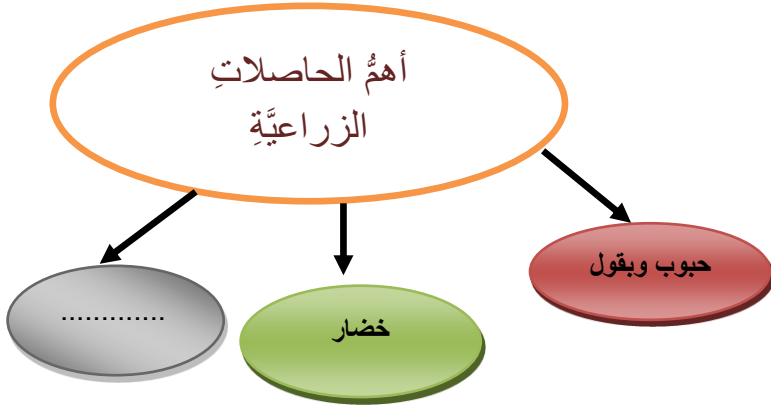 أهمُّ الحاصلاتِ
الزراعيَّةِ
حبوب وبقول
خضار
.............